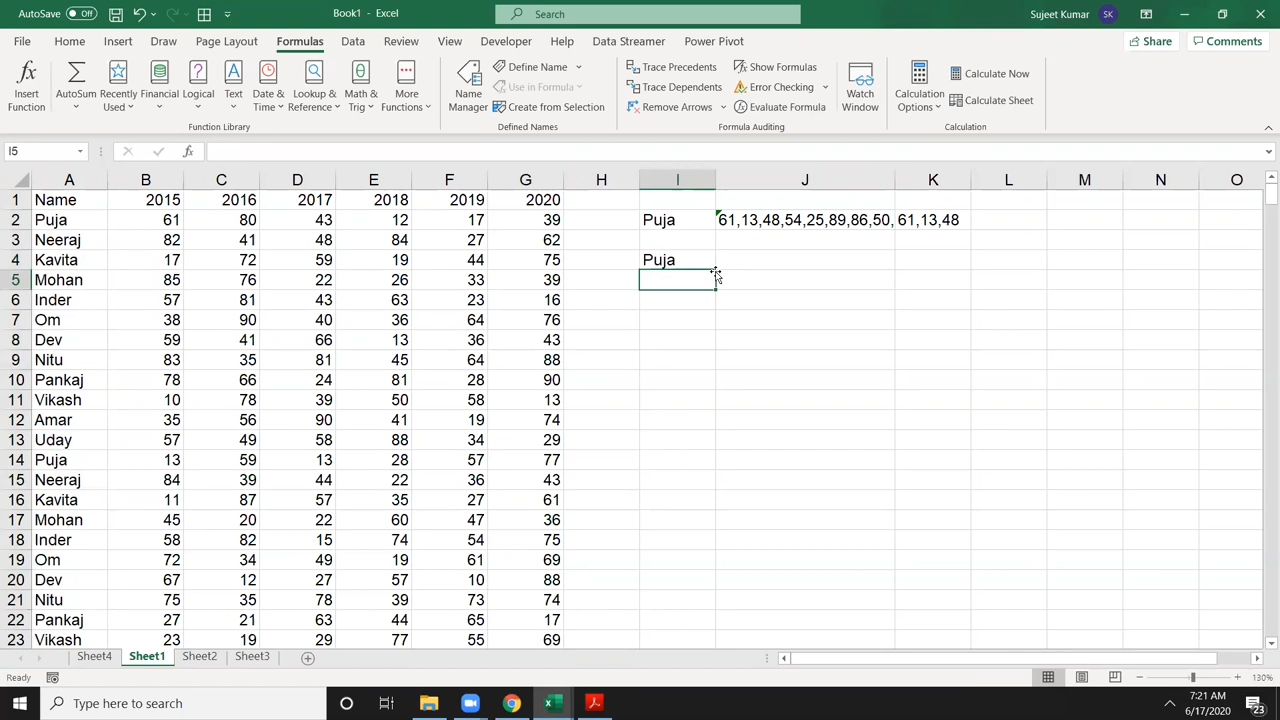 AutoSave Off Book1 - Excel Search Sujeet Kumar SK
File Home Insert Draw Page Layout Formulas Data Review View Developer Help Data Streamer Power Pivot Share Comments
Insert Function AutoSum Recently Used Financial Logical Text Date & Time Lookup & Reference Math & Trig More Functions Name Manager Define Name Use in Formula Create from Selection Trace Precedents Trace Dependents Remove Arrows Show Formulas Error Checking Evaluate Formula Watch Window Calculation Options Calculate Now Calculate Sheet
Function Library Defined Names Formula Auditing Calculation
I5 fx
A B C D E F G H I J K L M N O
1 Name 2015 2016 2017 2018 2019 2020
2 Puja 61 80 43 12 17 39 Puja 61,13,48,54,25,89,86,50, 61,13,48
3 Neeraj 82 41 48 84 27 62
4 Kavita 17 72 59 19 44 75 Puja
5 Mohan 85 76 22 26 33 39
6 Inder 57 81 43 63 23 16
7 Om 38 90 40 36 64 76
8 Dev 59 41 66 13 36 43
9 Nitu 83 35 81 45 64 88
10 Pankaj 78 66 24 81 28 90
11 Vikash 10 78 39 50 58 13
12 Amar 35 56 90 41 19 74
13 Uday 57 49 58 88 34 29
14 Puja 13 59 13 28 57 77
15 Neeraj 84 39 44 22 36 43
16 Kavita 11 87 57 35 27 61
17 Mohan 45 20 22 60 47 36
18 Inder 58 82 15 74 54 75
19 Om 72 34 49 19 61 69
20 Dev 67 12 27 57 10 88
21 Nitu 75 35 78 39 73 74
22 Pankaj 27 21 63 44 65 17
23 Vikash 23 19 29 77 55 69
Sheet4 Sheet1 Sheet2 Sheet3
Ready 130%
Type here to search 7:21 AM
6/17/2020 23